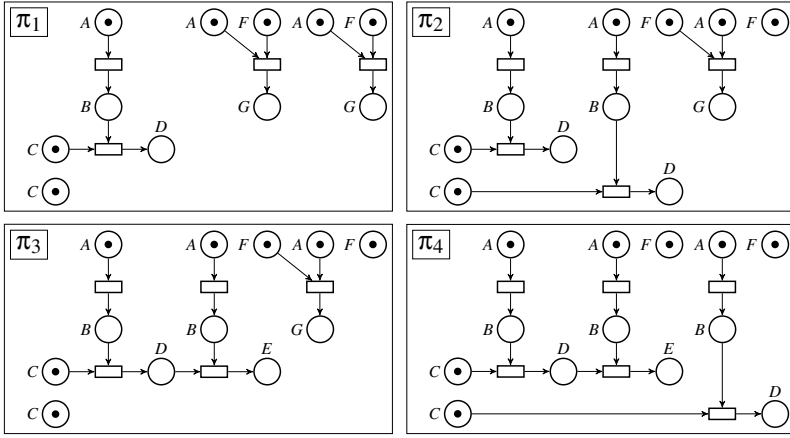 π1 A A F A F
B G G
D
C
C
π2 A A F A F
B B G
C D
C D
π3 A A F A F
B B G
C D E
C
π4 A A F A F
B B B
C D E
C D